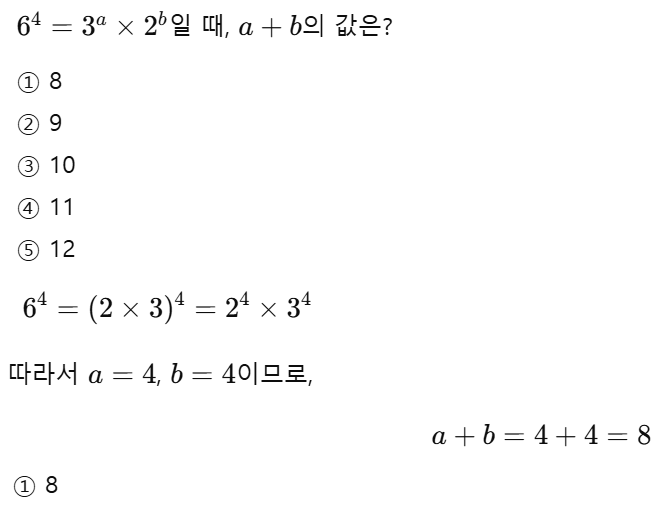 6⁴ = 3ᵃ × 2ᵇ일 때, a + b의 값은?
① 8
② 9
③ 10
④ 11
⑤ 12
6⁴ = (2 × 3)⁴ = 2⁴ × 3⁴
따라서 a = 4, b = 4이므로,
a + b = 4 + 4 = 8
① 8